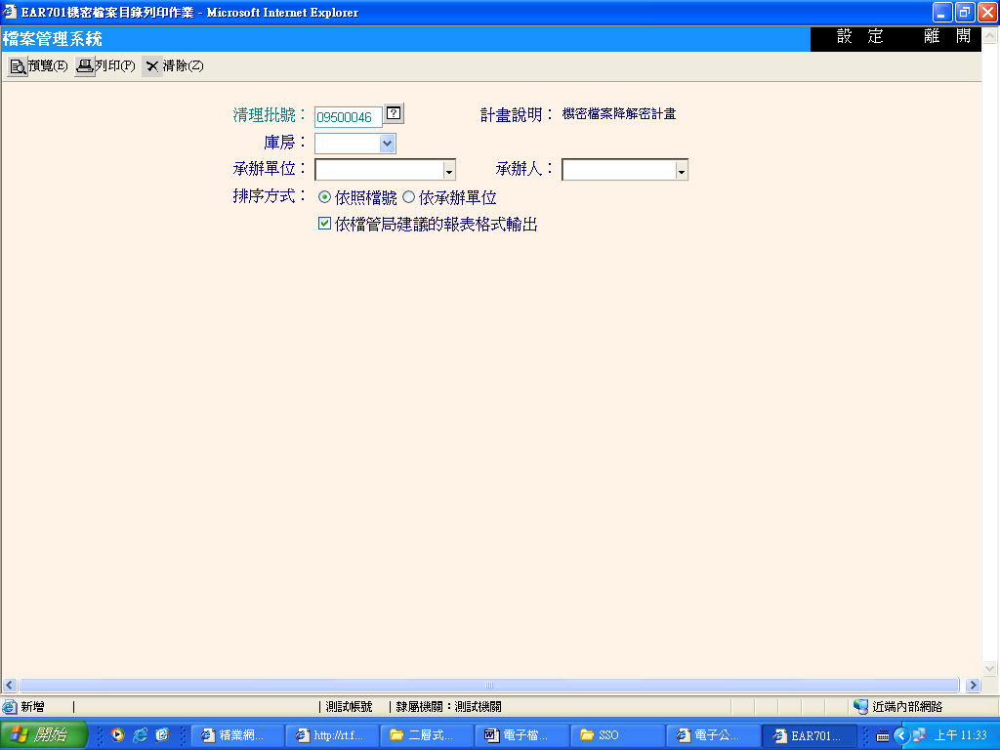 EAR701機密檔案目錄列印作業 - Microsoft Internet Explorer
檔案管理系統 設 定 離 開
預覽(E) 列印(P) 清除(Z)
清理批號： 09500046 ? 計畫說明： 機密檔案降解密計畫
庫房：
承辦單位： 承辦人：
排序方式： 依照檔號 依承辦單位
依檔管局建議的報表格式輸出
新增 | | 測試帳號 | 隸屬機關：測試機關 近端內部網路
開始 精業網... http://rt.f... 二層式... 電子檔... SSO 電子公... EAR701... 上午 11:33